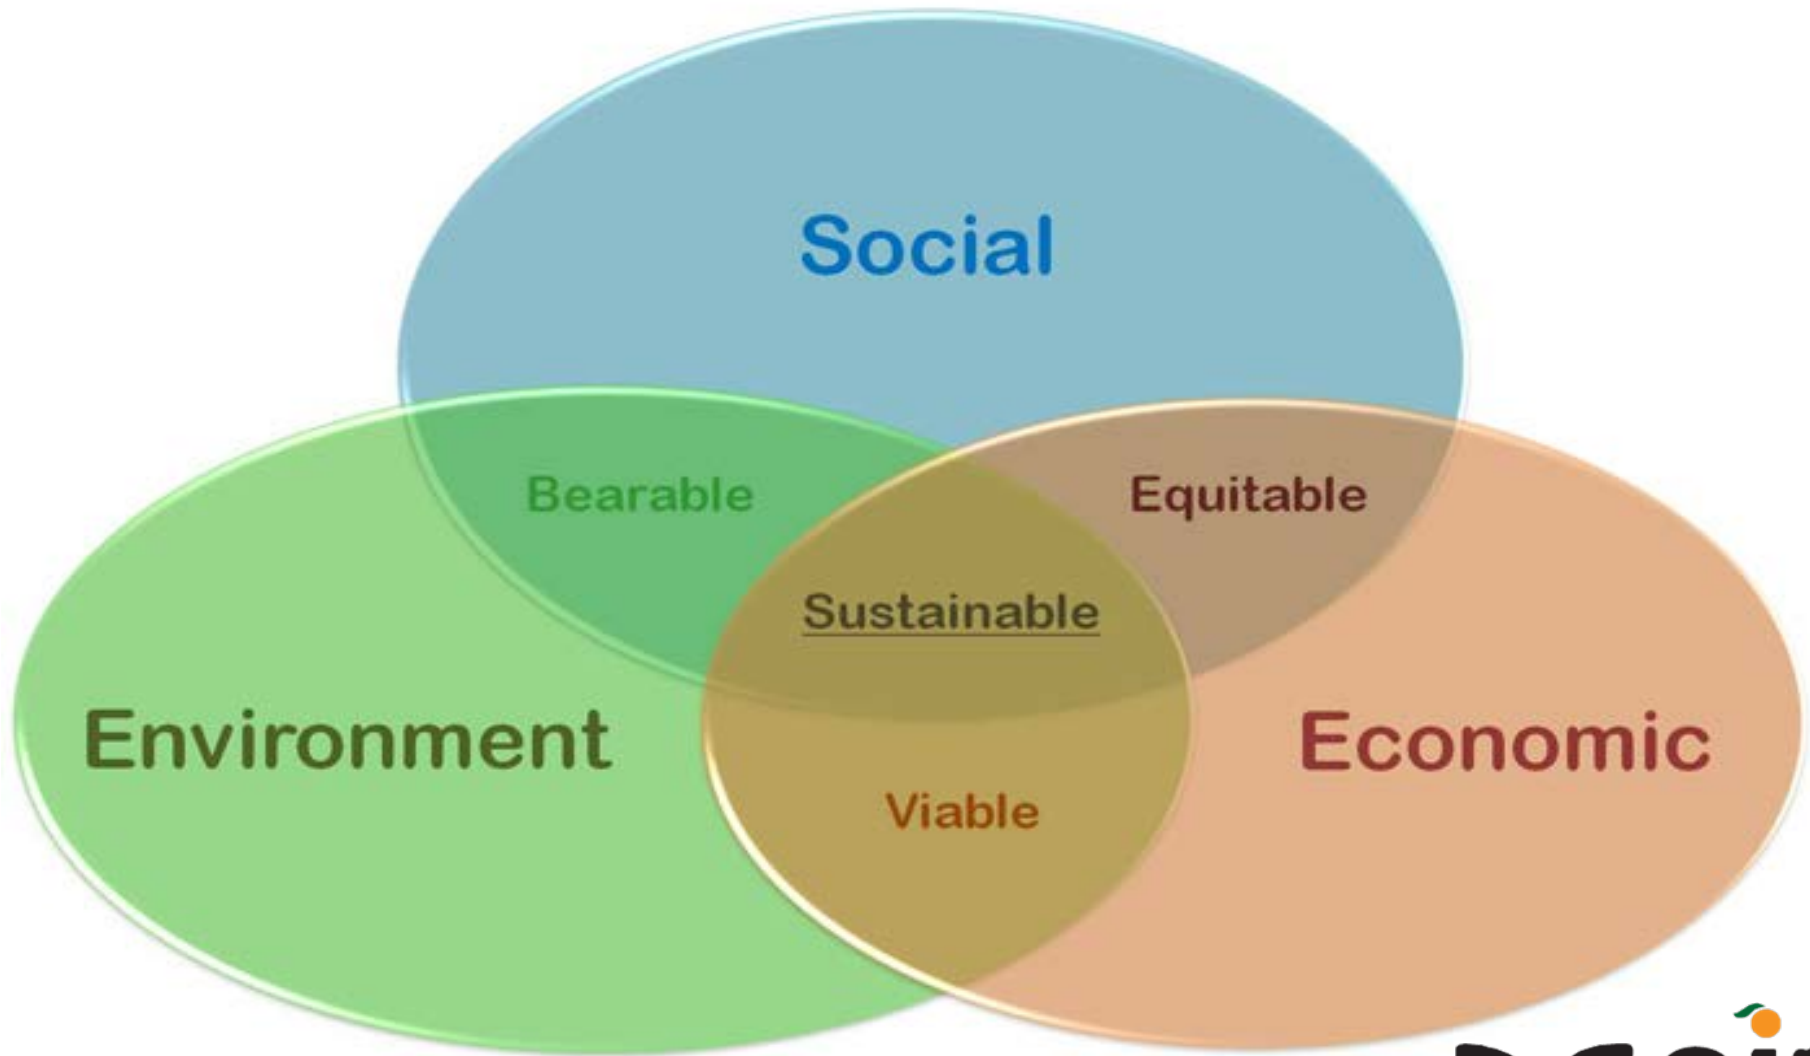 Social
Bearable
Equitable
Sustainable
Environment
Economic
Viable